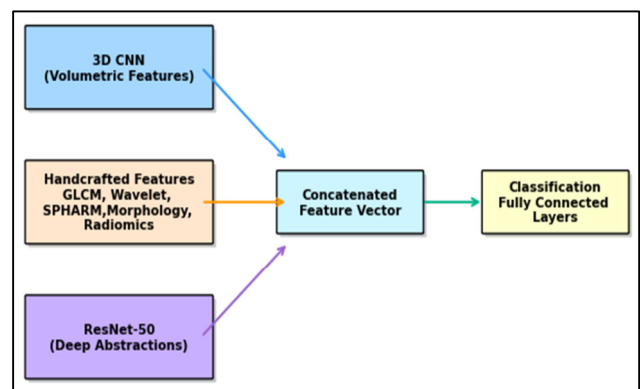 3D CNN
(Volumetric Features)
Handcrafted Features
GLCM, Wavelet,
SPHARM,Morphology,
Radiomics
Concatenated
Feature Vector
Classification
Fully Connected
Layers
ResNet-50
(Deep Abstractions)